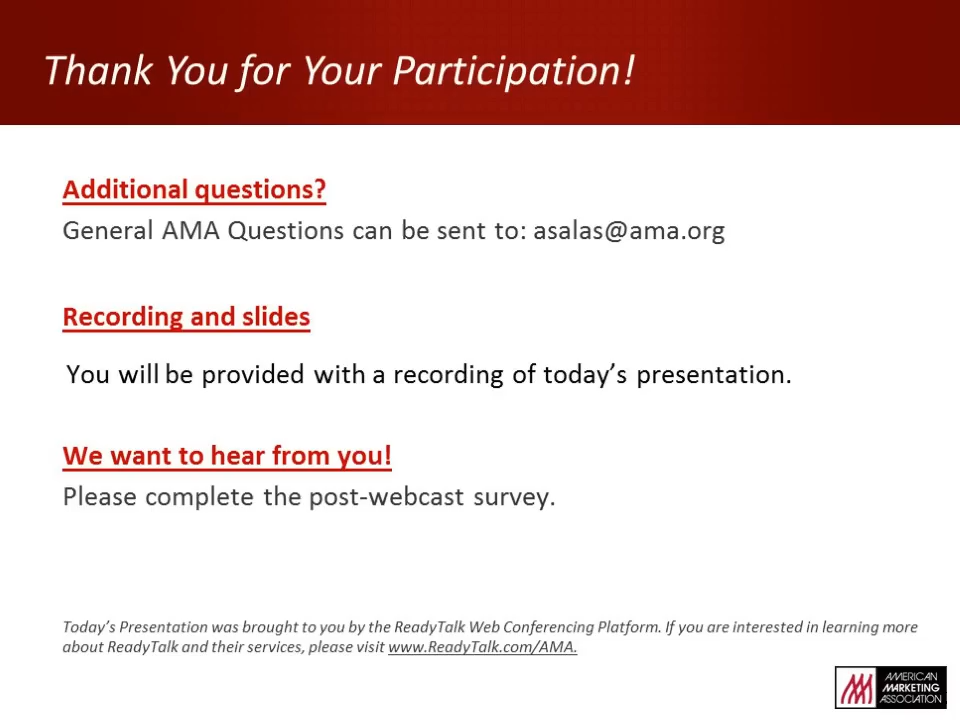 Thank You for Your Participation!
Additional questions?
General AMA Questions can be sent to: asalas@ama.org
Recording and slides
You will be provided with a recording of today’s presentation.
We want to hear from you!
Please complete the post-webcast survey.
Today’s Presentation was brought to you by the ReadyTalk Web Conferencing Platform. If you are interested in learning more
about ReadyTalk and their services, please visit www.ReadyTalk.com/AMA.
AMERICAN
MARKETING
ASSOCIATION